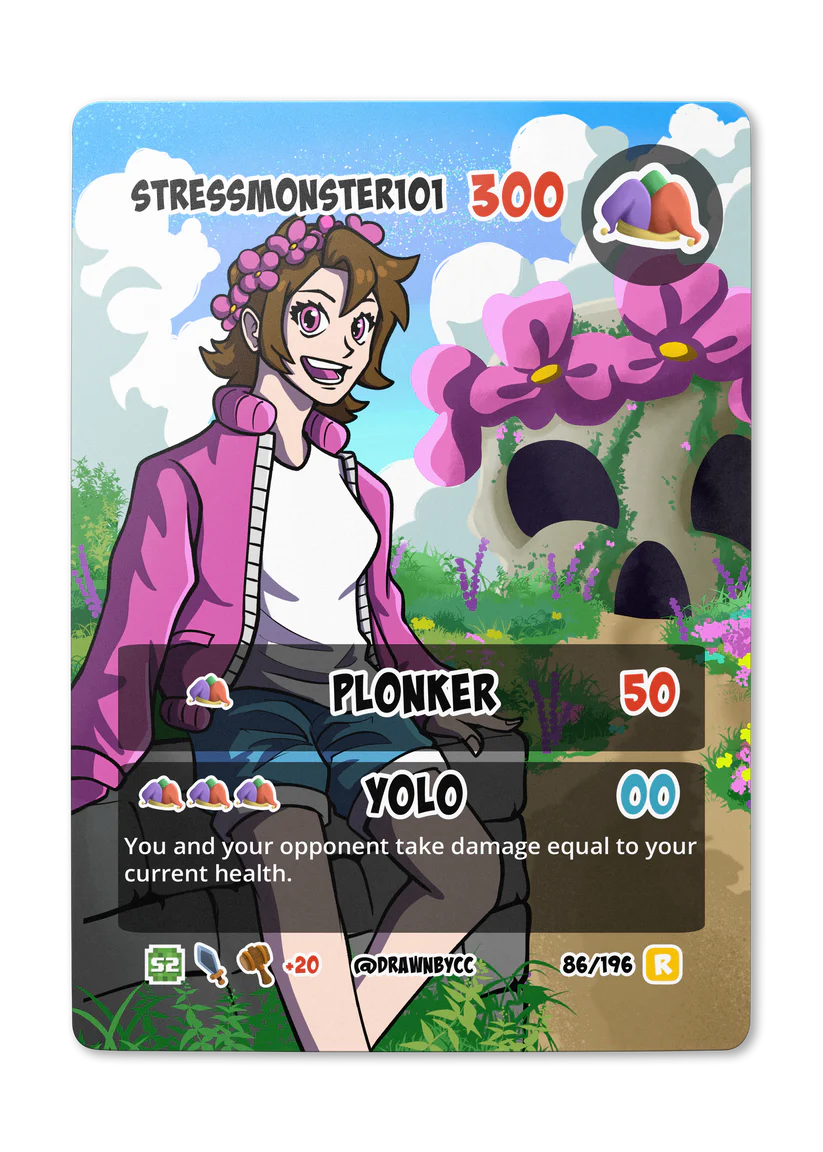 STRESSMONSTER101 300
PLONKER 50
YOLO 00
You and your opponent take damage equal to your
current health.
S2 +20 @DRAWNBYCC 86/196 R